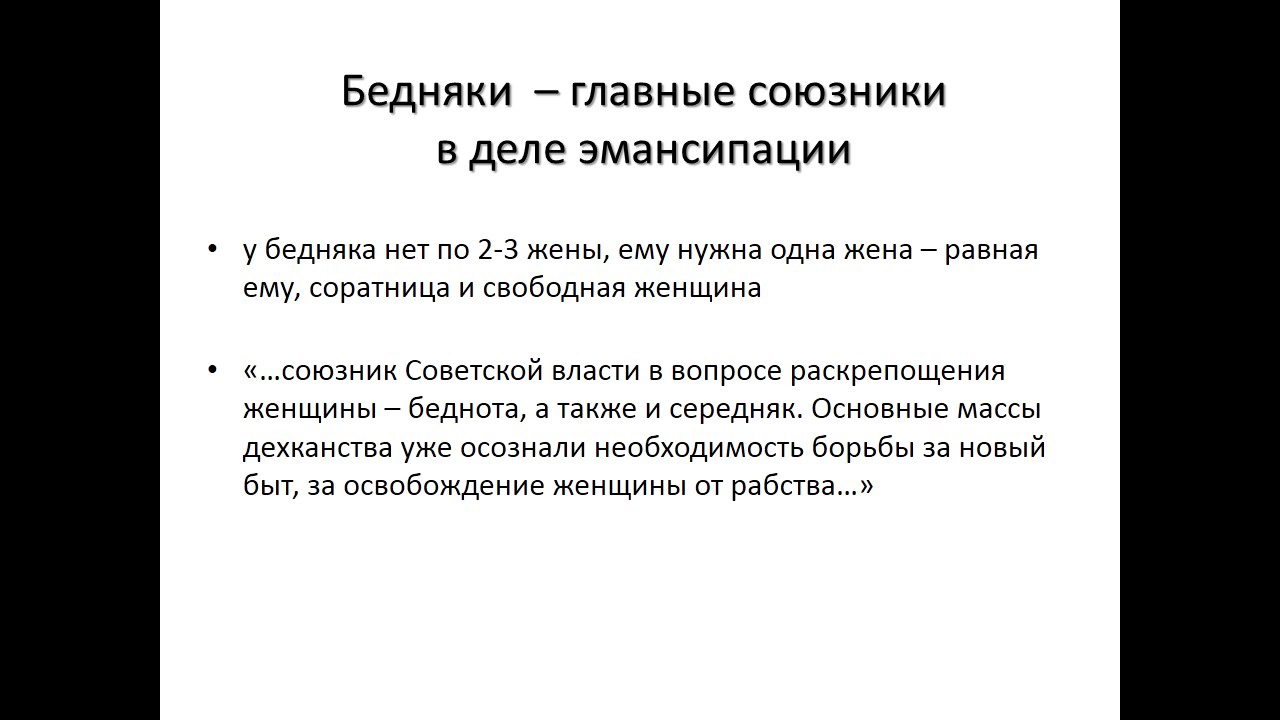 Бедняки – главные союзники
в деле эмансипации
• у бедняка нет по 2-3 жены, ему нужна одна жена – равная
ему, соратница и свободная женщина
• «…союзник Советской власти в вопросе раскрепощения
женщины – беднота, а также и середняк. Основные массы
дехканства уже осознали необходимость борьбы за новый
быт, за освобождение женщины от рабства…»